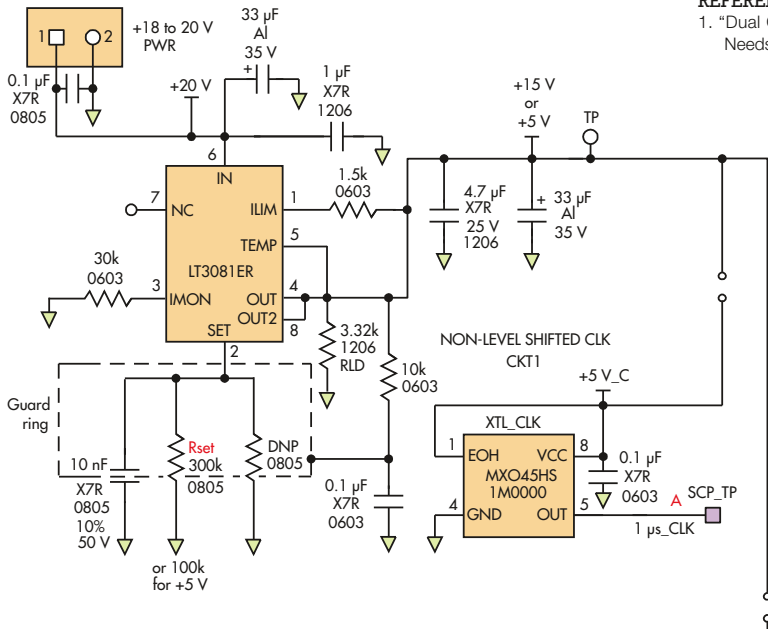 REFEREN
1. "Dual
Needs
1
2
+18 to 20 V
PWR
0.1 µF
X7R
0805
+20 V
33 µF
Al
35 V
+
1 µF
X7R
1206
+15 V
or
+5 V
TP
6
IN
7
NC
ILIM
1
1.5k
0603
TEMP
5
LT3081ER
30k
0603
3
IMON
OUT
4
OUT2
8
SET
2
4.7 µF
X7R
25 V
1206
+
33 µF
Al
35 V
3.32k
1206
RLD
10k
0603
NON-LEVEL SHIFTED CLK
CKT1
+5 V_C
Guard
ring
10 nF
X7R
0805
10%
50 V
Rset
300k
0805
DNP
0805
or 100k
for +5 V
0.1 µF
X7R
0603
XTL_CLK
1
EOH
VCC
8
MXO45HS
1M0000
4
GND
OUT
5
0.1 µF
X7R
0603
A
SCP_TP
1 µs_CLK